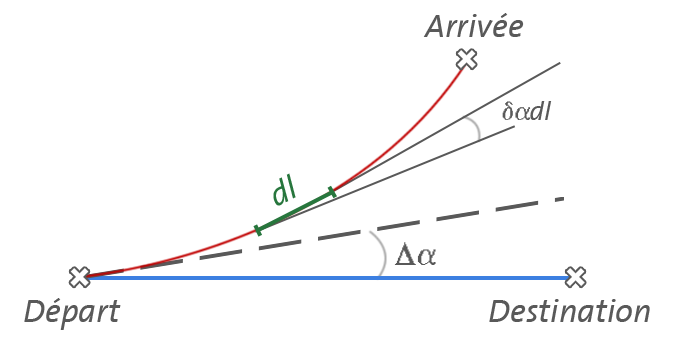 Arrivée
δαdl
dl
Δα
Départ
Destination